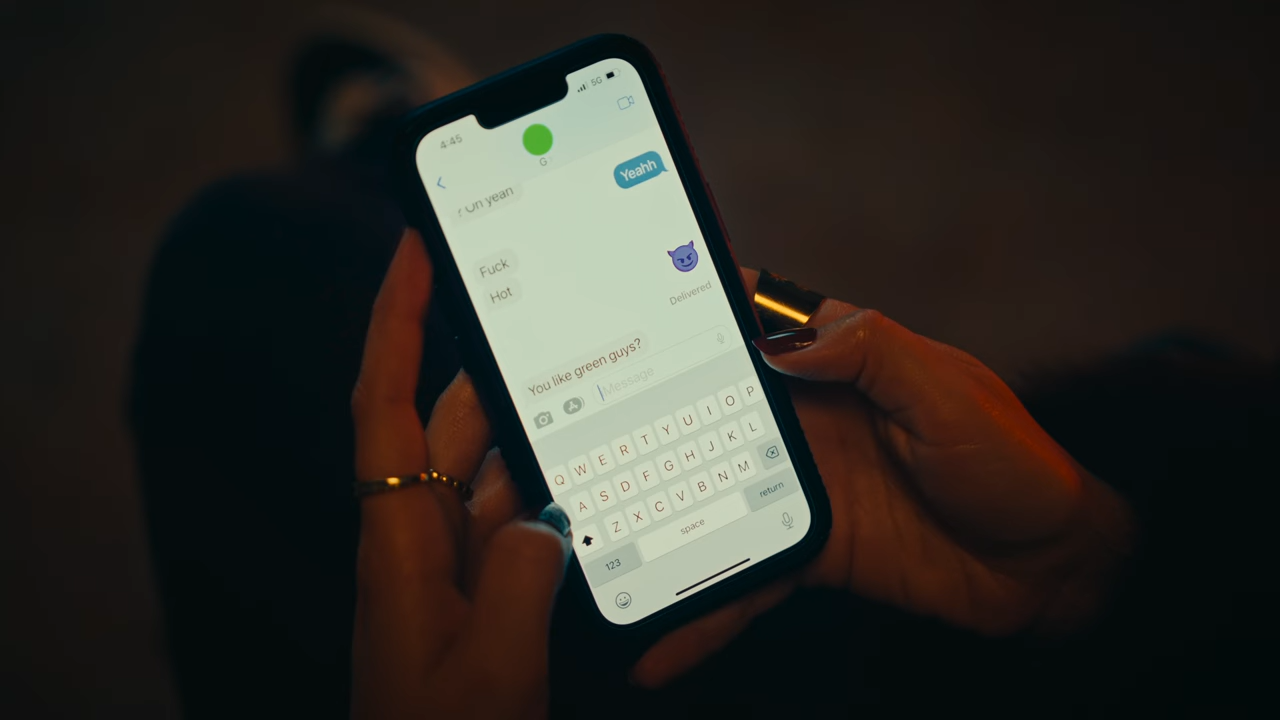 4:45
5G
G
Yeahh
Oh yeah
Fuck
Hot
Delivered
You like green guys?
Message
Q W E R T Y U I O P
A S D F G H J K L
Z X C V B N M
123
space
return